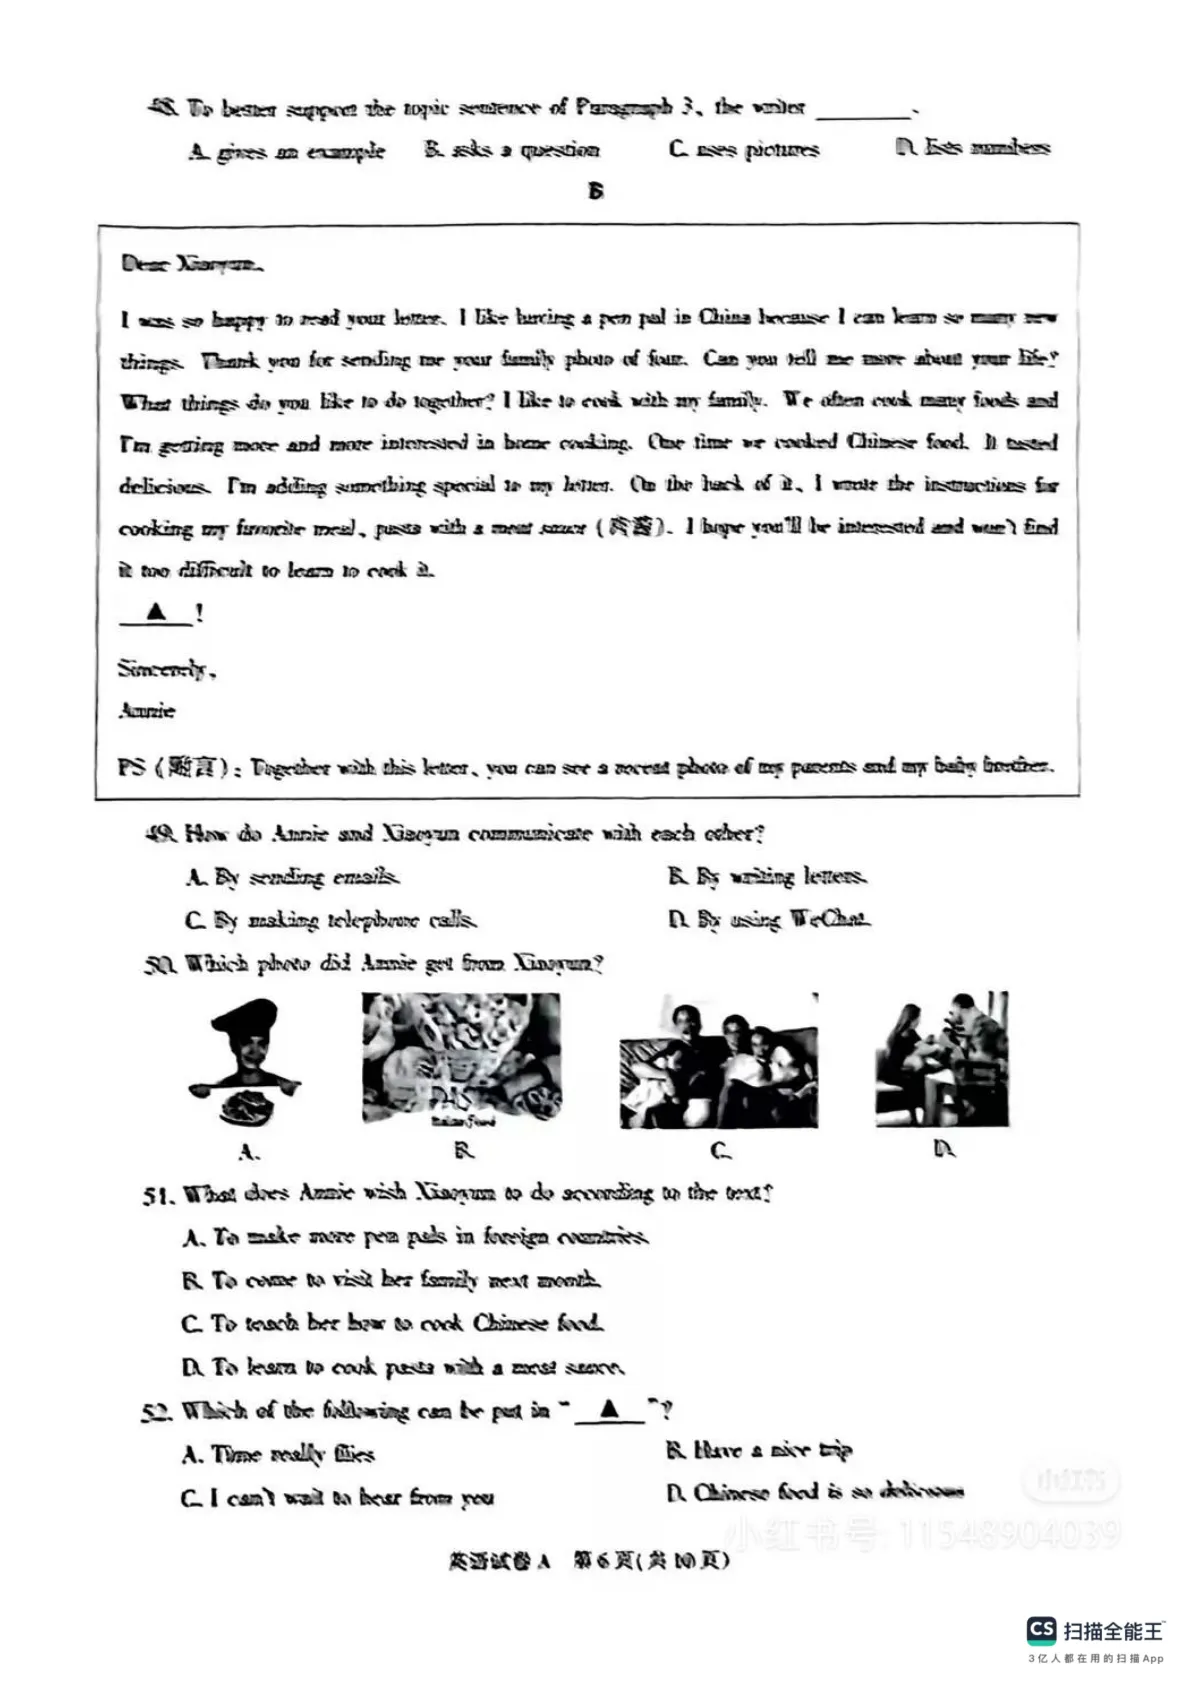 48. To better support the topic sentence of Paragraph 3, the writer ________.
A. gives an example B. asks a question C. uses pictures D. lists numbers
B
Dear Xiaoyun,
I was so happy to read your letter. I like having a pen pal in China because I can learn so many new
things. Thank you for sending me your family photo of four. Can you tell me more about your life?
What things do you like to do together? I like to cook with my family. We often cook many foods and
I'm getting more and more interested in home cooking. One time we cooked Chinese food. It tasted
delicious. I'm adding something special to my letter. On the back of it, I wrote the instructions for
cooking my favorite meal, pasta with a meat sauce (肉酱). I hope you'll be interested and won't find
it too difficult to learn to cook it.
▲ !
Sincerely,
Annie
PS (附言): Together with this letter, you can see a recent photo of my parents and my baby brother.
49. How do Annie and Xiaoyun communicate with each other?
A. By sending emails. B. By writing letters.
C. By making telephone calls. D. By using WeChat.
50. Which photo did Annie get from Xiaoyun?
Italian Food
A. B. C. D.
51. What does Annie wish Xiaoyun to do according to the text?
A. To make more pen pals in foreign countries.
B. To come to visit her family next month.
C. To teach her how to cook Chinese food.
D. To learn to cook pasta with a meat sauce.
52. Which of the following can be put in "▲"?
A. Time really flies B. Have a nice trip
C. I can't wait to hear from you D. Chinese food is so delicious
小红书
小红书号: 11548904039
英语试卷A 第6页(共10页)
CS 扫描全能王™
3亿人都在用的扫描App